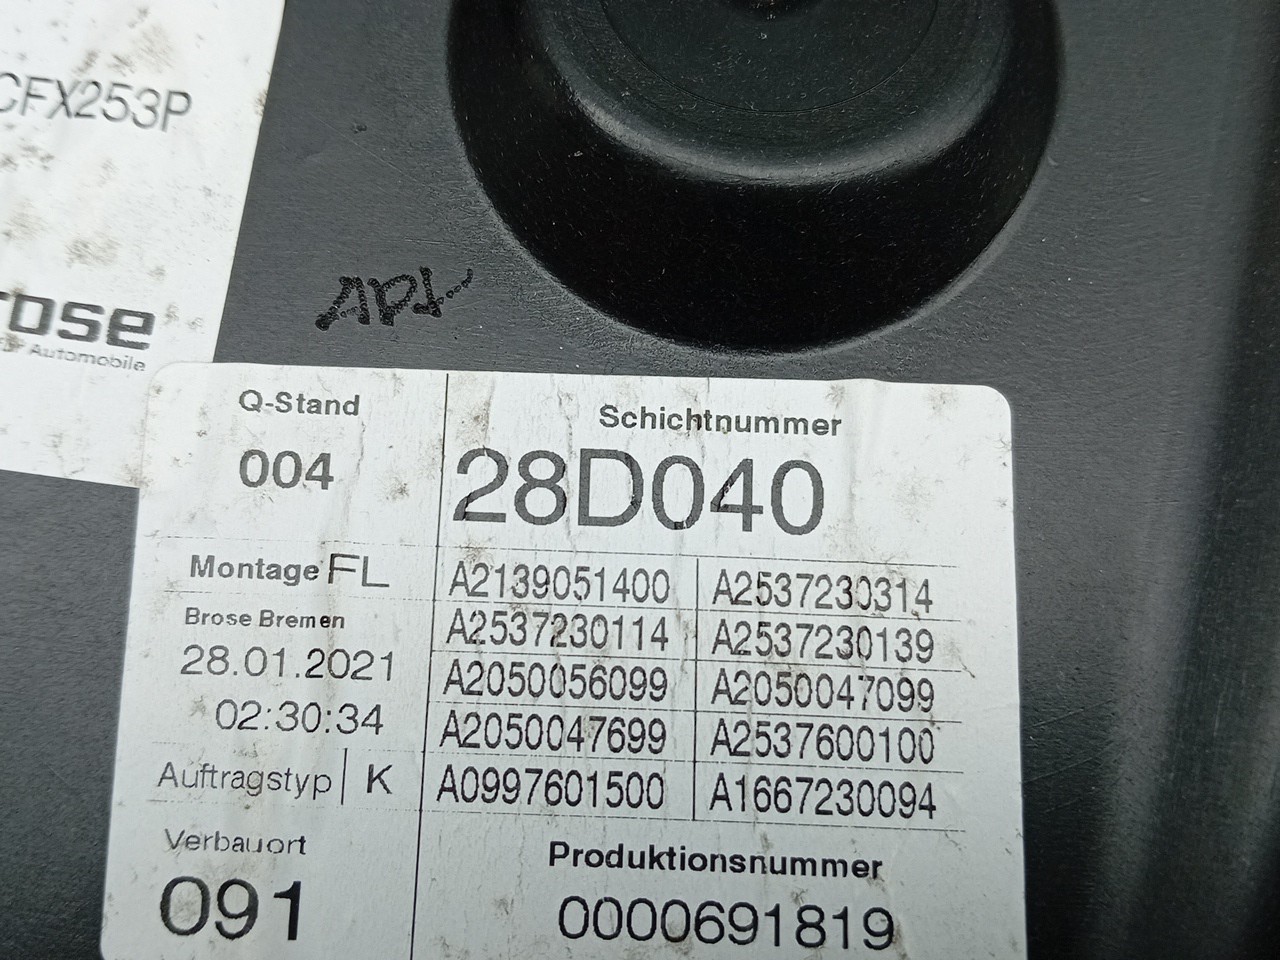 CFX253P
rose
Automobile
Q-Stand
004
Schichtnummer
28D040
Montage FL
Brose Bremen
28.01.2021
02:30:34
Auftragstyp K
A2139051400 A2537230314
A2537230114 A2537230139
A2050056099 A2050047099
A2050047699 A2537600100
A0997601500 A1667230094
Verbauort
091
Produktionsnummer
0000691819